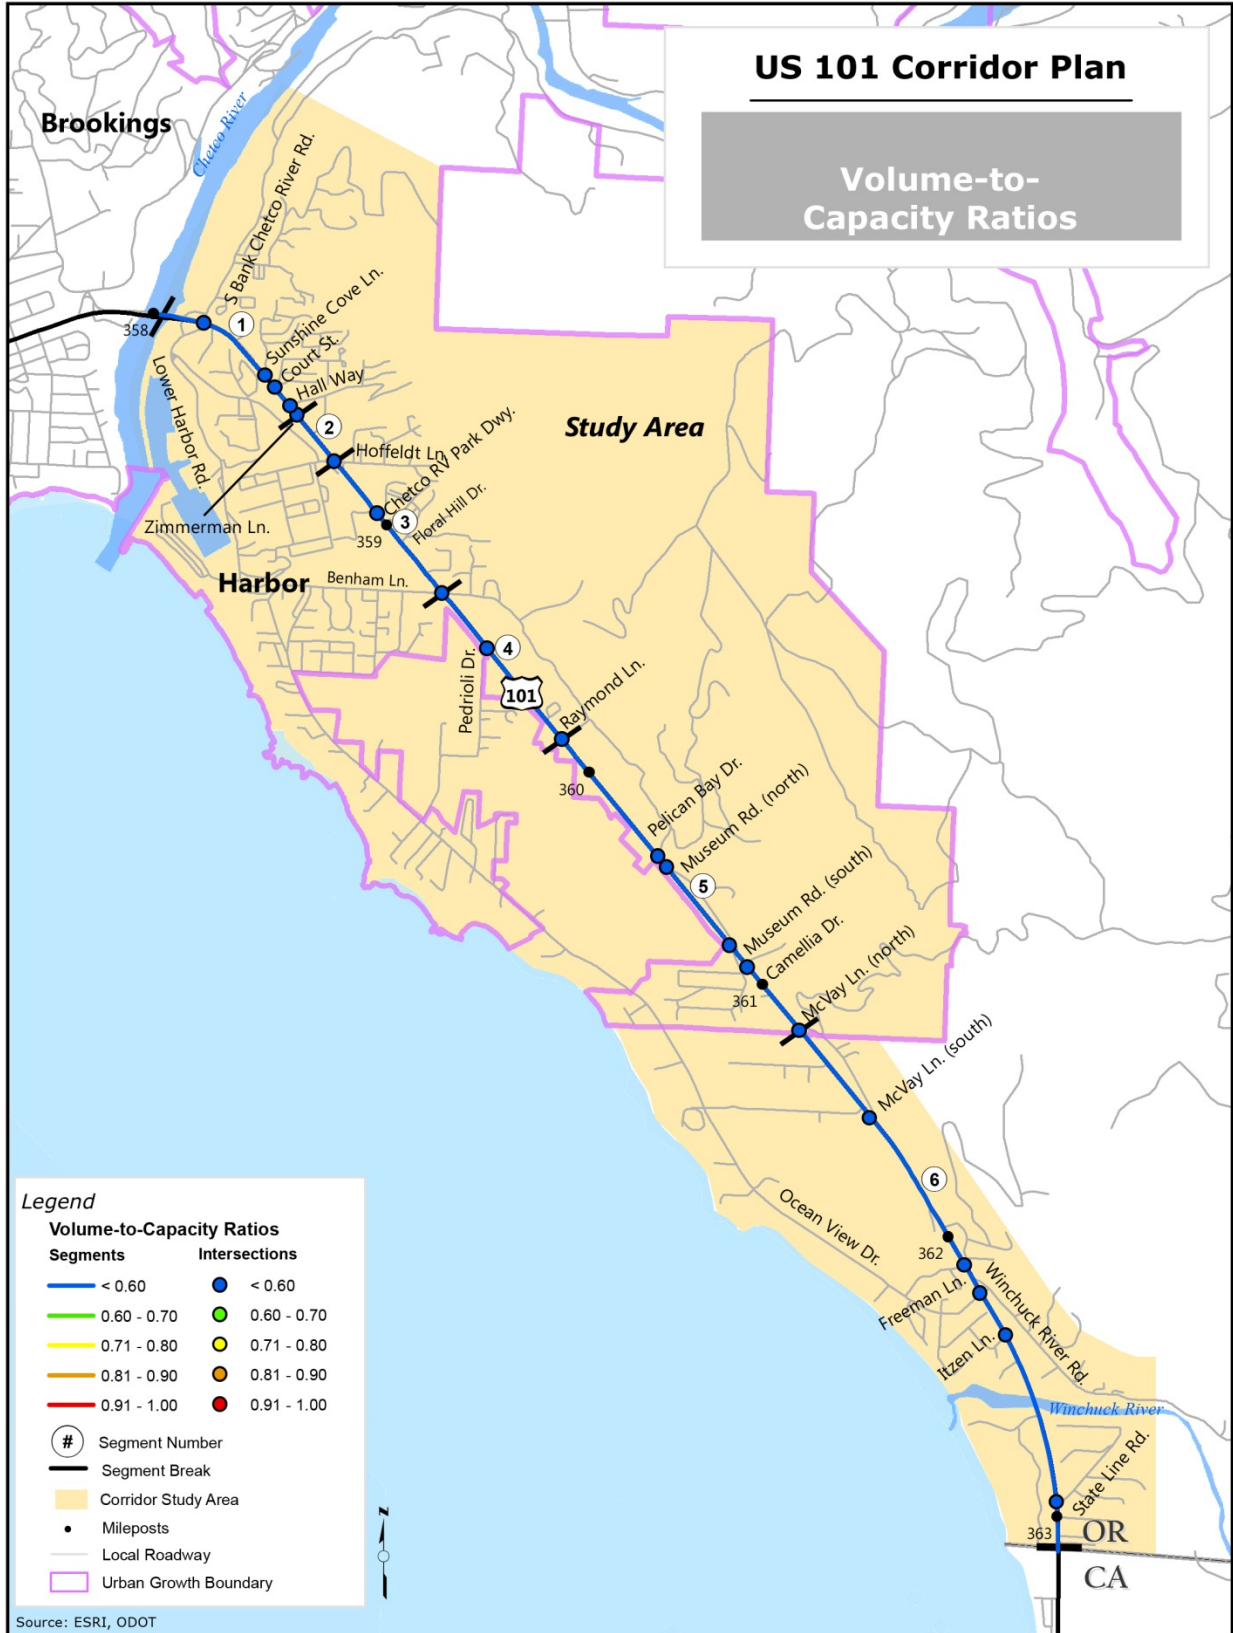 US 101 Corridor Plan
Volume-to-
Capacity Ratios
Brookings
Chetco River
S Bank Chetco River Rd.
358
1
Sunshine Cove Ln.
Court St.
Hall Way
Lower Harbor Rd.
2
Study Area
Hoffeldt Ln.
Chetco RV Park Dwy.
Zimmerman Ln.
3
359
Floral Hill Dr.
Harbor
Benham Ln.
4
Pedrioli Dr.
101
Raymond Ln.
360
Pelican Bay Dr.
Museum Rd. (north)
5
Museum Rd. (south)
Camellia Dr.
361
McVay Ln. (north)
McVay Ln. (south)
6
Ocean View Dr.
362
Freeman Ln.
Winchuck River Rd.
Itzen Ln.
Winchuck River
State Line Rd.
363
OR
CA
Legend
Volume-to-Capacity Ratios
Segments Intersections
< 0.60 < 0.60
0.60 - 0.70 0.60 - 0.70
0.71 - 0.80 0.71 - 0.80
0.81 - 0.90 0.81 - 0.90
0.91 - 1.00 0.91 - 1.00
# Segment Number
Segment Break
Corridor Study Area
Mileposts
Local Roadway
Urban Growth Boundary
Source: ESRI, ODOT
z